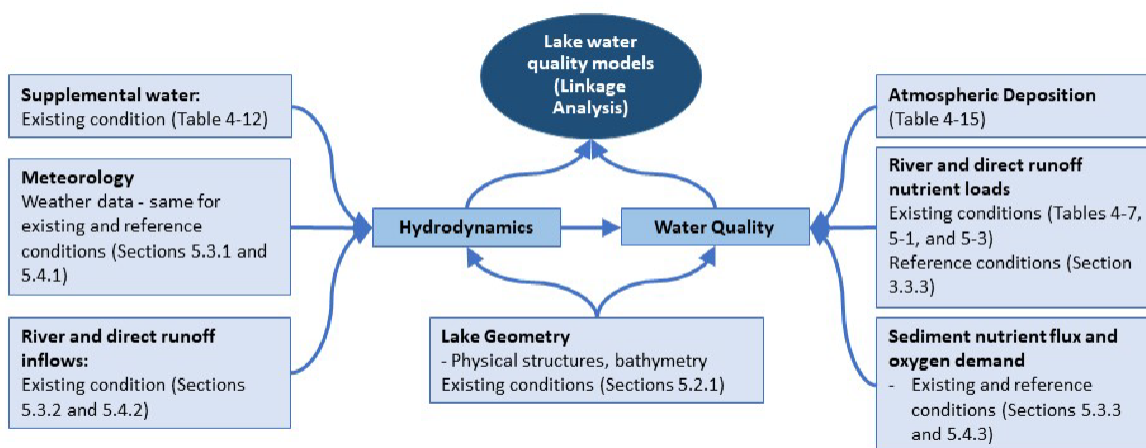 Lake water
quality models
(Linkage
Analysis)
Supplemental water:
Existing condition (Table 4-12)
Meteorology
Weather data - same for
existing and reference
conditions (Sections 5.3.1 and
5.4.1)
River and direct runoff
inflows:
Existing condition (Sections
5.3.2 and 5.4.2)
Hydrodynamics
Water Quality
Lake Geometry
- Physical structures, bathymetry
Existing conditions (Sections 5.2.1)
Atmospheric Deposition
(Table 4-15)
River and direct runoff
nutrient loads
Existing conditions (Tables 4-7,
5-1, and 5-3)
Reference conditions (Section
3.3.3)
Sediment nutrient flux and
oxygen demand
- Existing and reference
conditions (Sections 5.3.3
and 5.4.3)